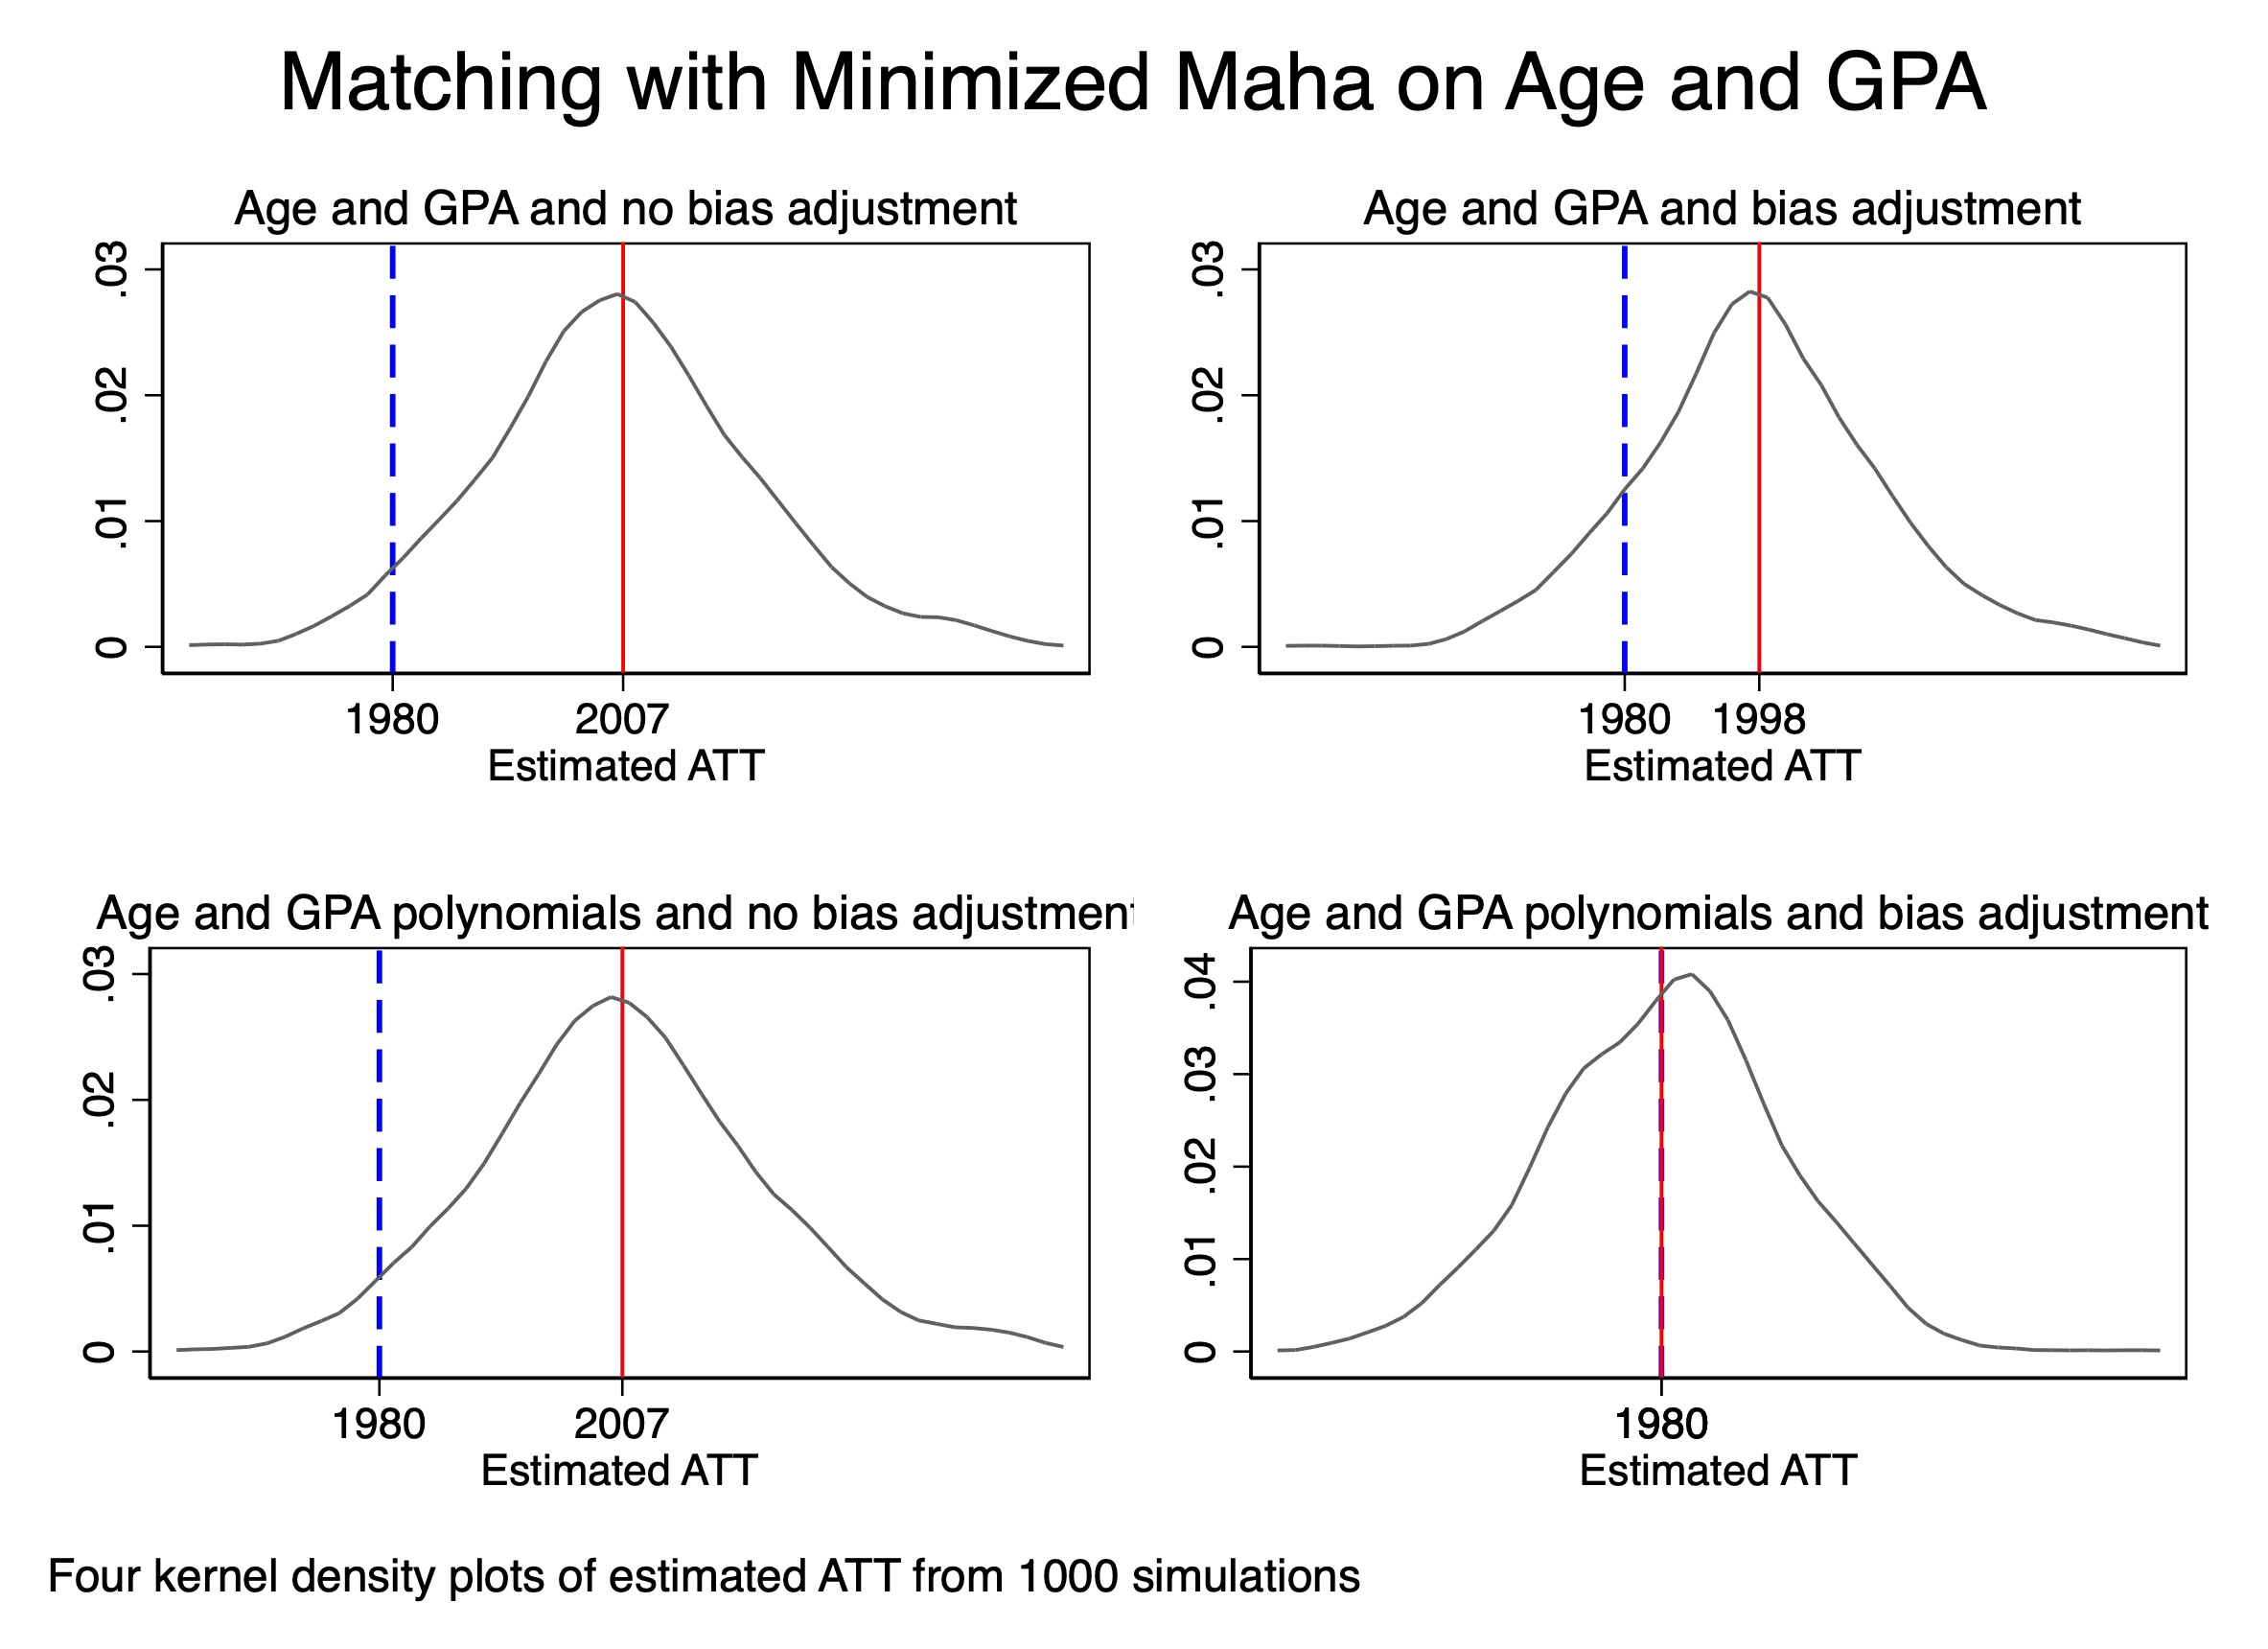 Matching with Minimized Maha on Age and GPA
Age and GPA and no bias adjustment
.03
.02
.01
0
1980 2007
Estimated ATT
Age and GPA and bias adjustment
.03
.02
.01
0
1980 1998
Estimated ATT
Age and GPA polynomials and no bias adjustment
.03
.02
.01
0
1980 2007
Estimated ATT
Age and GPA polynomials and bias adjustment
.04
.03
.02
.01
0
1980
Estimated ATT
Four kernel density plots of estimated ATT from 1000 simulations